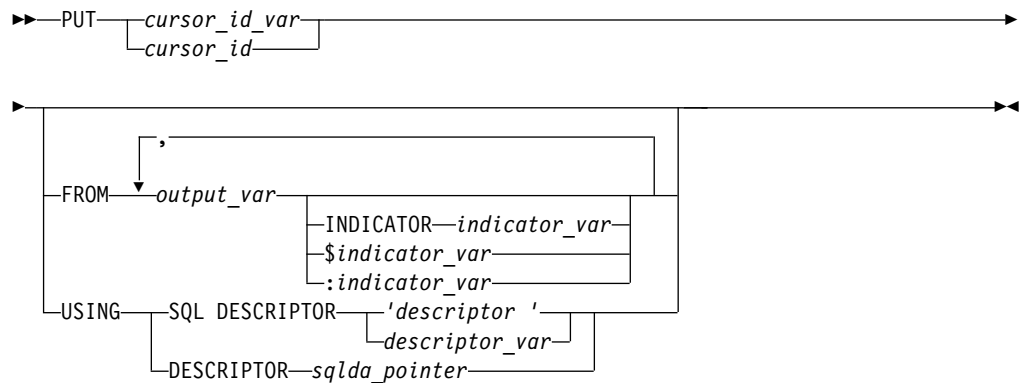 PUT cursor_id_var
cursor_id
,
FROM output_var
INDICATOR indicator_var
$indicator_var
:indicator_var
USING SQL DESCRIPTOR 'descriptor '
descriptor_var
DESCRIPTOR sqlda_pointer